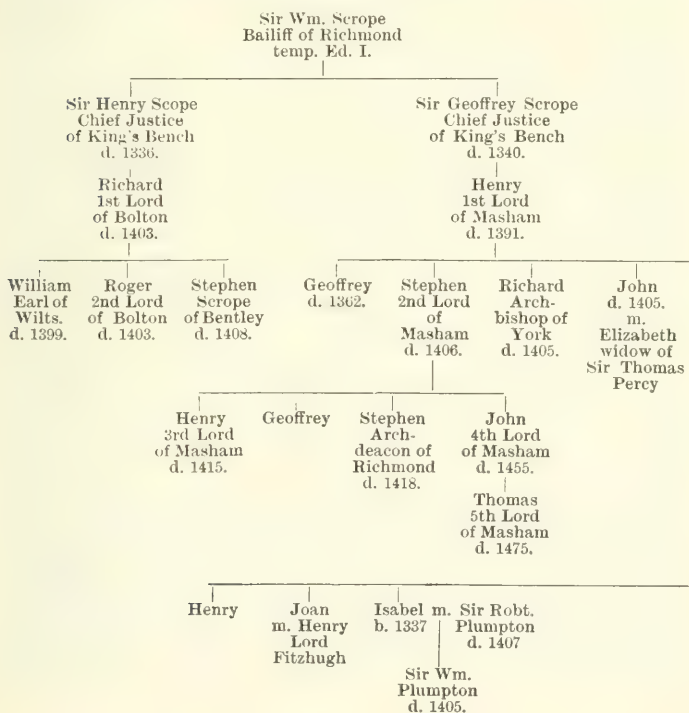 Sir Wm. Scrope
Bailiff of Richmond
temp. Ed. I.
Sir Henry Scope
Chief Justice
of King's Bench
d. 1336.
Sir Geoffrey Scrope
Chief Justice
of King's Bench
d. 1340.
Richard
1st Lord
of Bolton
d. 1403.
Henry
1st Lord
of Masham
d. 1391.
William
Earl of
Wilts.
d. 1399.
Roger
2nd Lord
of Bolton
d. 1403.
Stephen
Scrope
of Bentley
d. 1408.
Geoffrey
d. 1362.
Stephen
2nd Lord
of
Masham
d. 1406.
Richard
Arch-
bishop of
York
d. 1405.
John
d. 1405.
m.
Elizabeth
widow of
Sir Thomas
Percy
Henry
3rd Lord
of Masham
d. 1415.
Geoffrey
Stephen
Arch-
deacon of
Richmond
d. 1418.
John
4th Lord
of Masham
d. 1455.
Thomas
5th Lord
of Masham
d. 1475.
Henry
Joan
m. Henry
Lord
Fitzhugh
Isabel m. Sir Robt.
b. 1337 Plumpton
d. 1407
Sir Wm.
Plumpton
d. 1405.